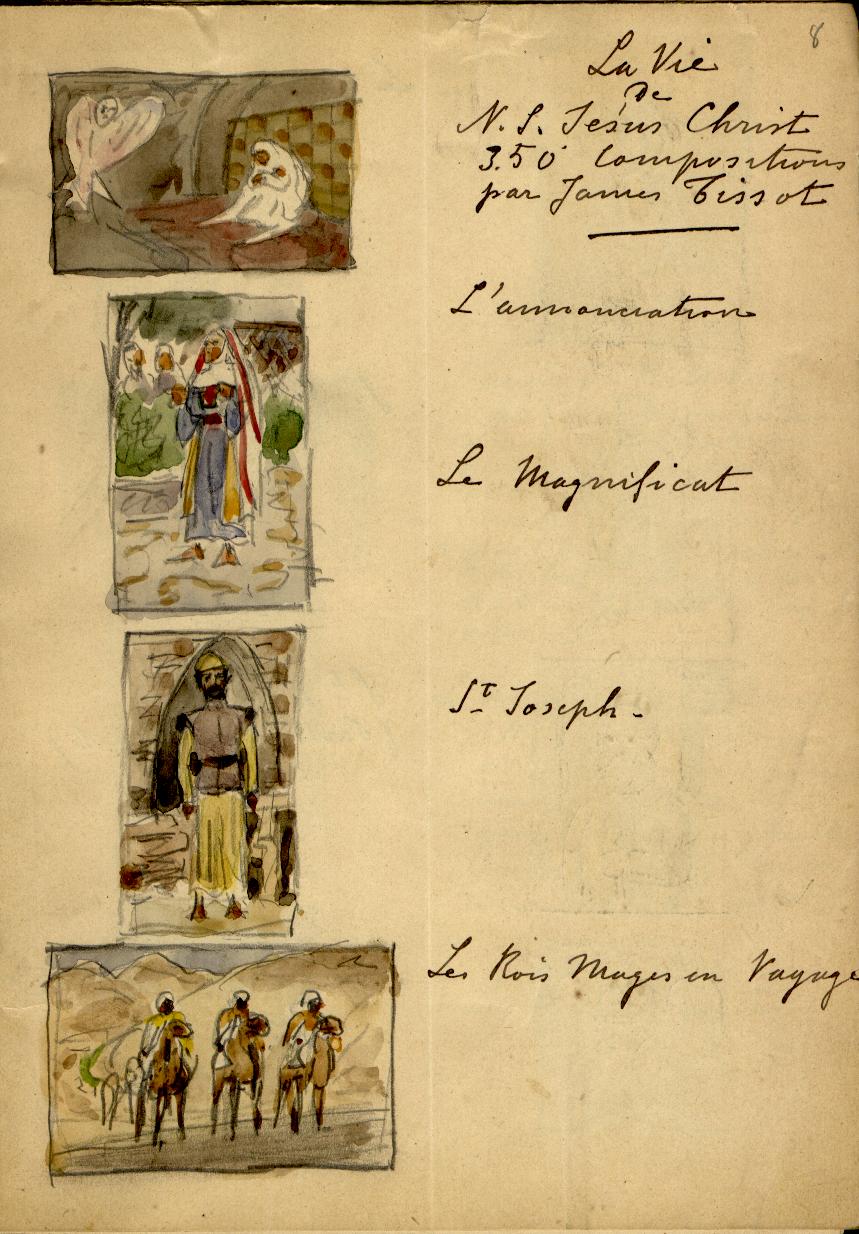 8
La Vie
De
N. S. Jésus Christ
350 Compositions
par James Tissot
L'annonciation
Le Magnificat
St Joseph -
Les Rois Mages en Voyage